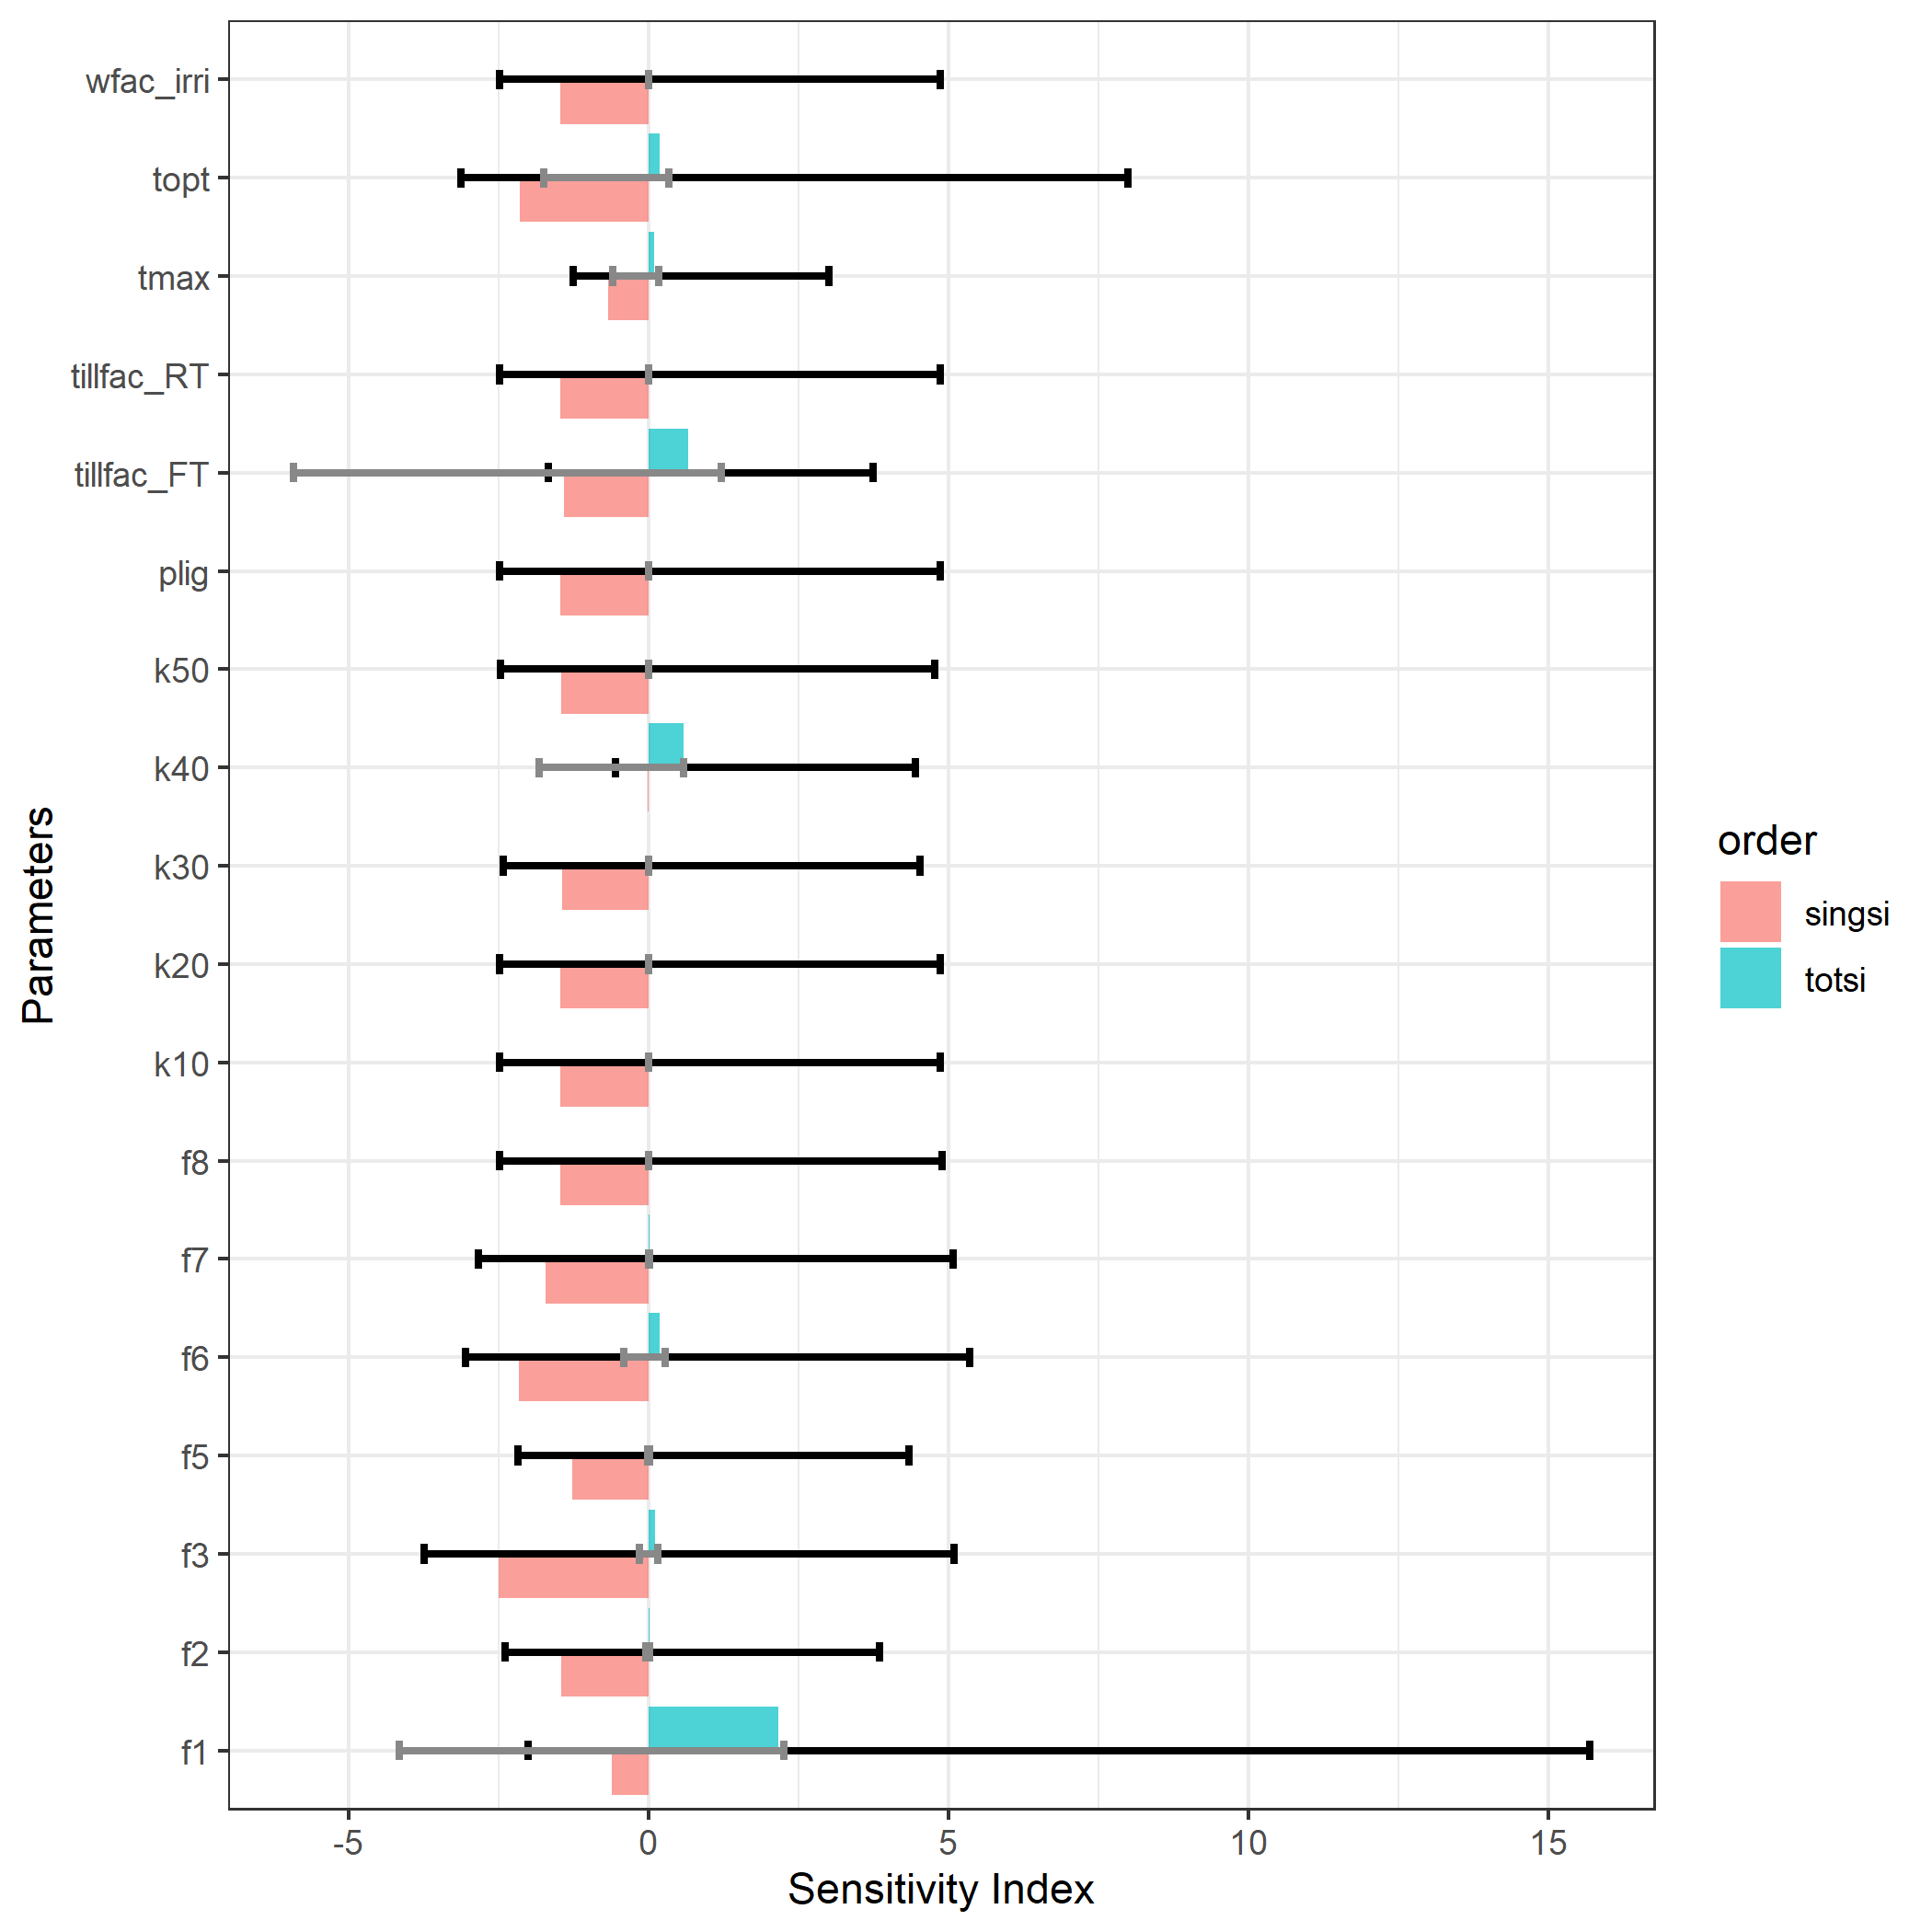 wfac_irri
topt
tmax
tillfac_RT
tillfac_FT
plig
k50
k40
k30
k20
k10
f8
f7
f6
f5
f3
f2
f1
Parameters
-5 0 5 10 15
Sensitivity Index
order
singsi
totsi